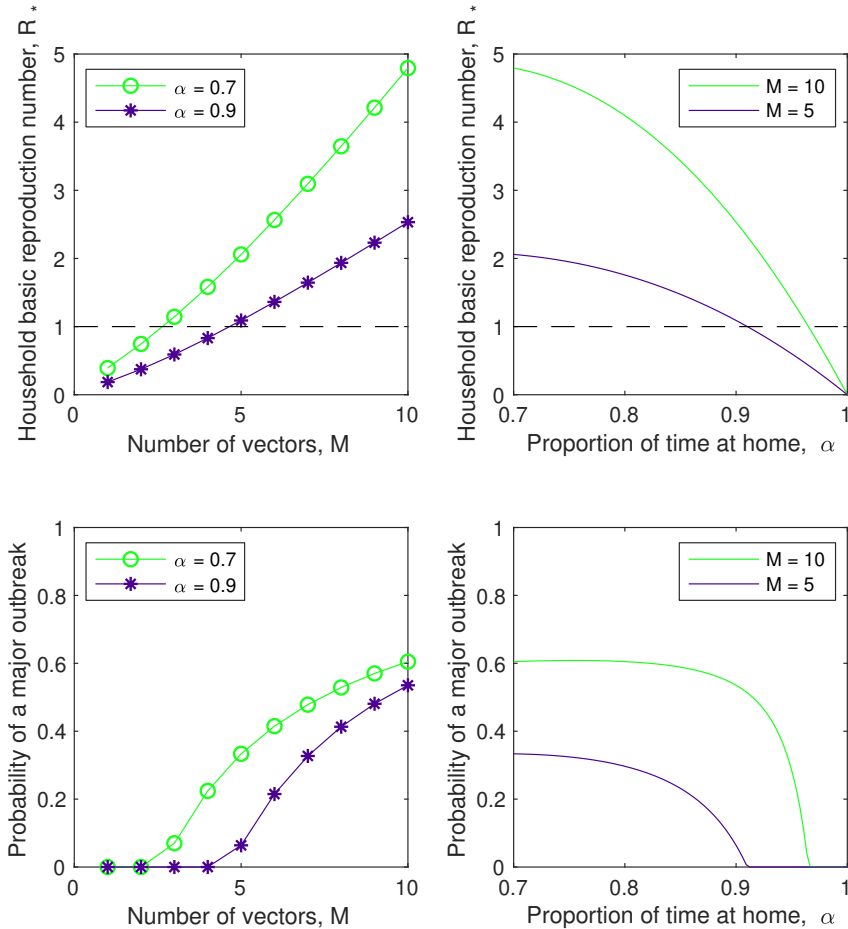 Household basic reproduction number, R *
5
4
3
2
1
0
α = 0.7
α = 0.9
0
5
10
Number of vectors, M
Household basic reproduction number, R *
5
4
3
2
1
0
M = 10
M = 5
0.7
0.8
0.9
1
Proportion of time at home, α
Probability of a major outbreak
1
0.8
0.6
0.4
0.2
0
α = 0.7
α = 0.9
0
5
10
Number of vectors, M
Probability of a major outbreak
1
0.8
0.6
0.4
0.2
0
M = 10
M = 5
0.7
0.8
0.9
1
Proportion of time at home, α